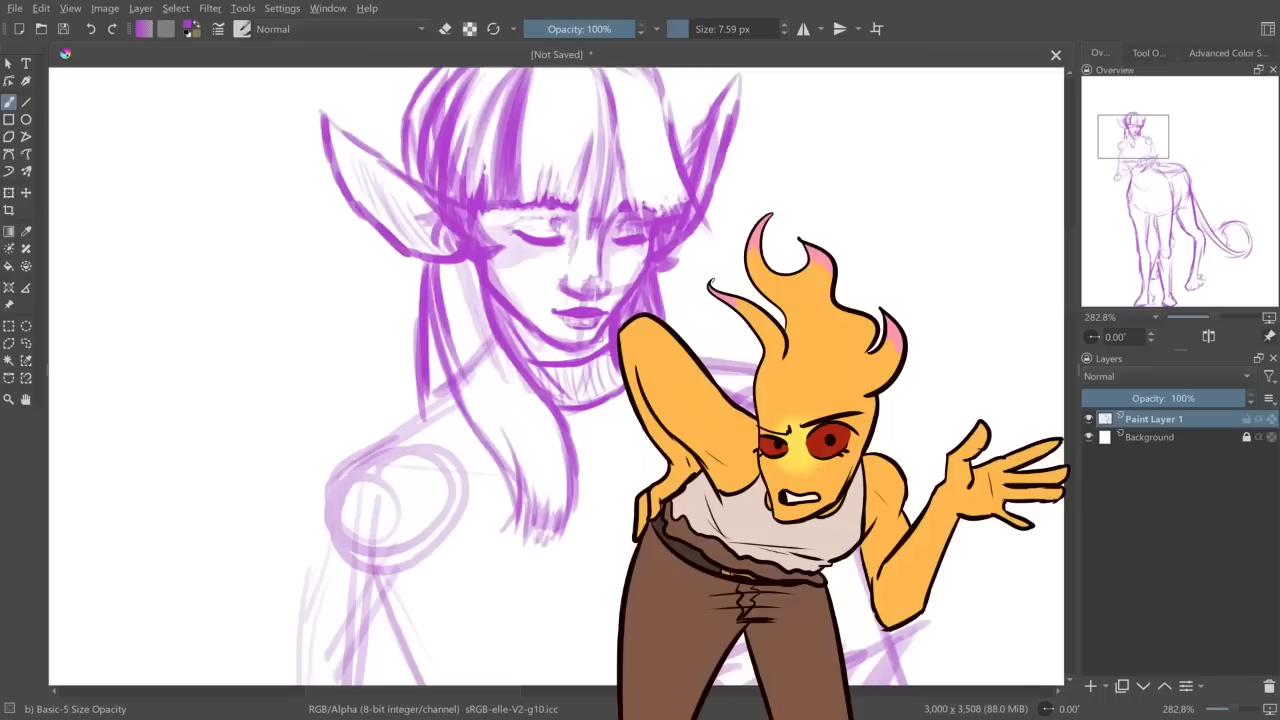 File Edit View Image Layer Select Filter Tools Settings Window Help
Normal Opacity: 100% Size: 7.59 px
[Not Saved] *
Ov... Tool O... Advanced Color S...
Overview
282.8%
0.00°
Layers
Normal
Opacity: 100%
Paint Layer 1
Background
b) Basic-5 Size Opacity RGB/Alpha (8-bit integer/channel) sRGB-elle-V2-g10.icc 3,000 x 3,508 (88.0 MiB) 0.00° 282.8%